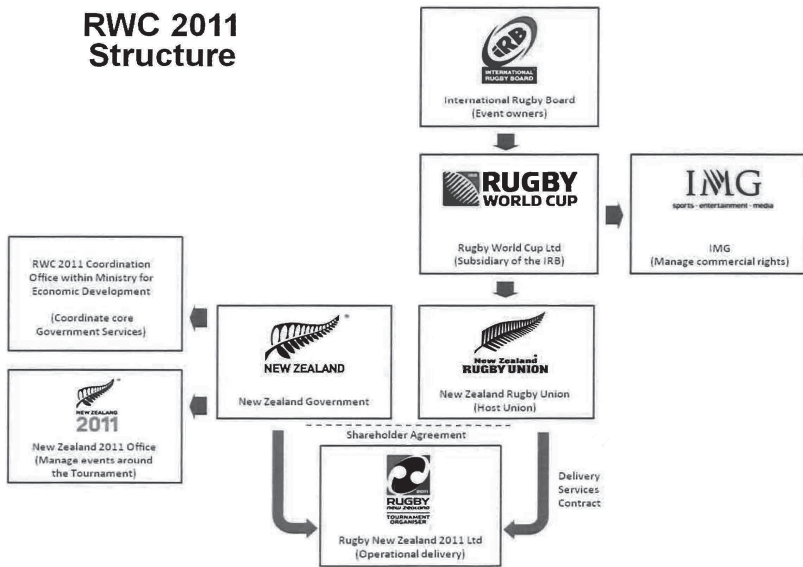 RWC 2011
Structure
iRB
INTERNATIONAL
RUGBY BOARD
International Rugby Board
(Event owners)
RUGBY
WORLD CUP
Rugby World Cup Ltd
(Subsidiary of the IRB)
IMG
sports · entertainment · media
IMG
(Manage commercial rights)
RWC 2011 Coordination
Office within Ministry for
Economic Development
(Coordinate core
Government Services)
NEW ZEALAND
New Zealand Government
New Zealand
RUGBY UNION
New Zealand Rugby Union
(Host Union)
NEW ZEALAND
2011
New Zealand 2011 Office
(Manage events around
the Tournament)
Shareholder Agreement
2011
RUGBY
new zealand
TOURNAMENT
ORGANISER
Rugby New Zealand 2011 Ltd
(Operational delivery)
Delivery
Services
Contract